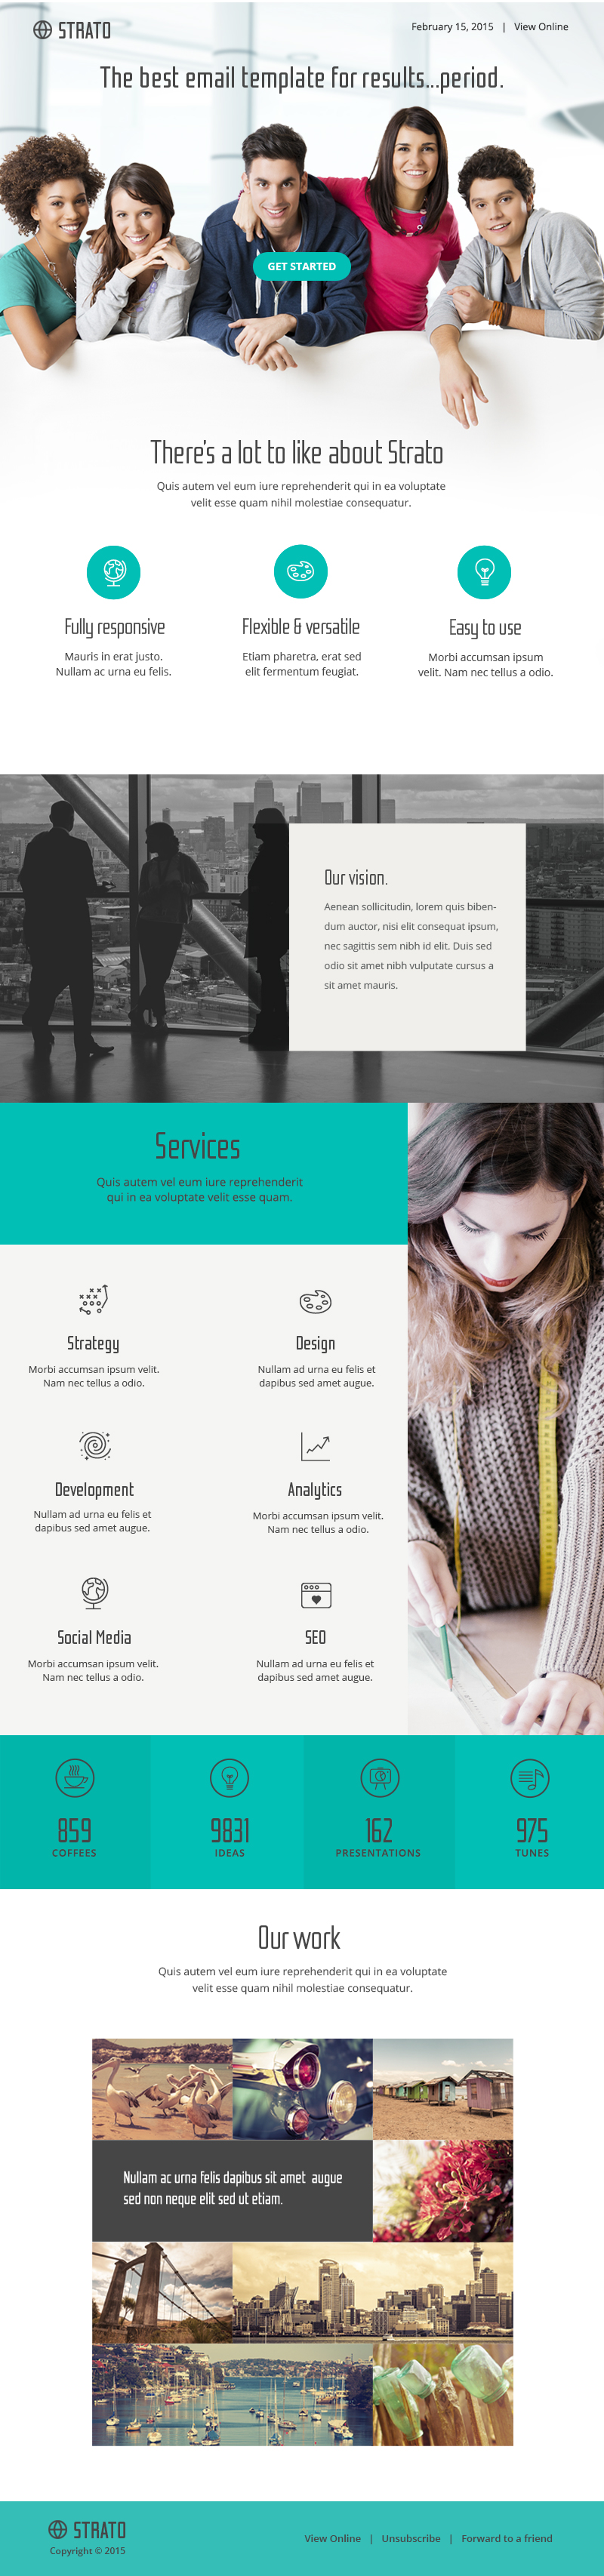 STRATO
February 15, 2015 | View Online
The best email template for results...period.
GET STARTED
There's a lot to like about Strato
Quis autem vel eum iure reprehenderit qui in ea voluptate
velit esse quam nihil molestiae consequatur.
Fully responsive
Mauris in erat justo.
Nullam ac urna eu felis.
Flexible & versatile
Etiam pharetra, erat sed
elit fermentum feugiat.
Easy to use
Morbi accumsan ipsum
velit. Nam nec tellus a odio.
Our vision.
Aenean sollicitudin, lorem quis biben-
dum auctor, nisi elit consequat ipsum,
nec sagittis sem nibh id elit. Duis sed
odio sit amet nibh vulputate cursus a
sit amet mauris.
Services
Quis autem vel eum iure reprehenderit
qui in ea voluptate velit esse quam.
Strategy
Morbi accumsan ipsum velit.
Nam nec tellus a odio.
Design
Nullam ad urna eu felis et
dapibus sed amet augue.
Development
Nullam ad urna eu felis et
dapibus sed amet augue.
Analytics
Morbi accumsan ipsum velit.
Nam nec tellus a odio.
Social Media
Morbi accumsan ipsum velit.
Nam nec tellus a odio.
SEO
Nullam ad urna eu felis et
dapibus sed amet augue.
859
COFFEES
9831
IDEAS
162
PRESENTATIONS
975
TUNES
Our work
Quis autem vel eum iure reprehenderit qui in ea voluptate
velit esse quam nihil molestiae consequatur.
Nullam ac urna felis dapibus sit amet augue
sed non neque elit sed ut etiam.
STRATO
Copyright © 2015
View Online | Unsubscribe | Forward to a friend